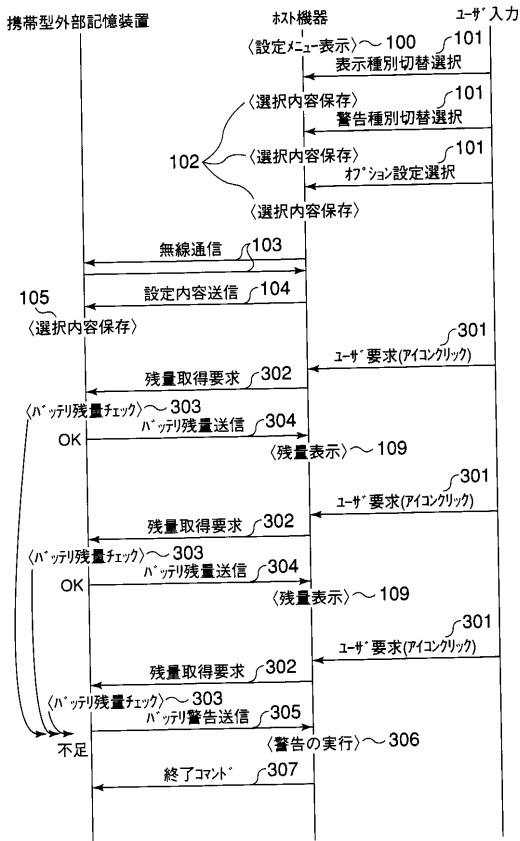 携帯型外部記憶装置 ホスト機器 ユーザ入力
〈設定メニュー表示〉 100 101
表示種別切替選択
101
〈選択内容保存〉 警告種別切替選択
102 〈選択内容保存〉 101
オプション設定選択
〈選択内容保存〉
無線通信 103
105 設定内容送信 104
〈選択内容保存〉
301
ユーザ要求(アイコンクリック)
残量取得要求 302
〈バッテリ残量チェック〉 303
OK バッテリ残量送信 304
〈残量表示〉 109
301
ユーザ要求(アイコンクリック)
残量取得要求 302
〈バッテリ残量チェック〉 303
OK バッテリ残量送信 304
〈残量表示〉 109
301
ユーザ要求(アイコンクリック)
残量取得要求 302
〈バッテリ残量チェック〉 303
バッテリ警告送信 305
不足 〈警告の実行〉 306
終了コマンド 307